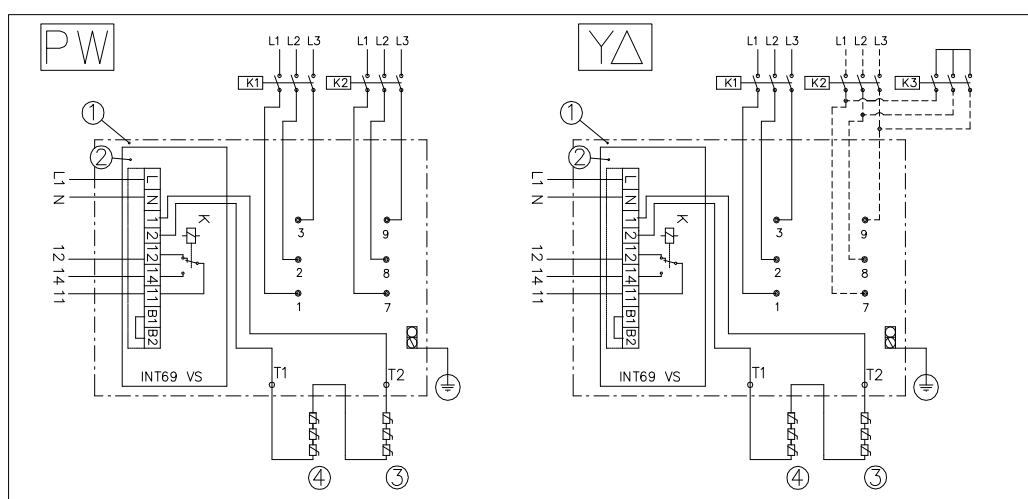 PW
L1 L2 L3 L1 L2 L3
K1 K2
1
2
L1 L
N N
1
2
K
12 12
14 14
11 11
B1
B2
3 9
2 8
1 7
INT69 VS
T1 T2
4 3
YΔ
L1 L2 L3 L1 L2 L3
K1 K2 K3
1
2
L1 L
N N
1
2
K
12 12
14 14
11 11
B1
B2
3 9
2 8
1 7
INT69 VS
T1 T2
4 3